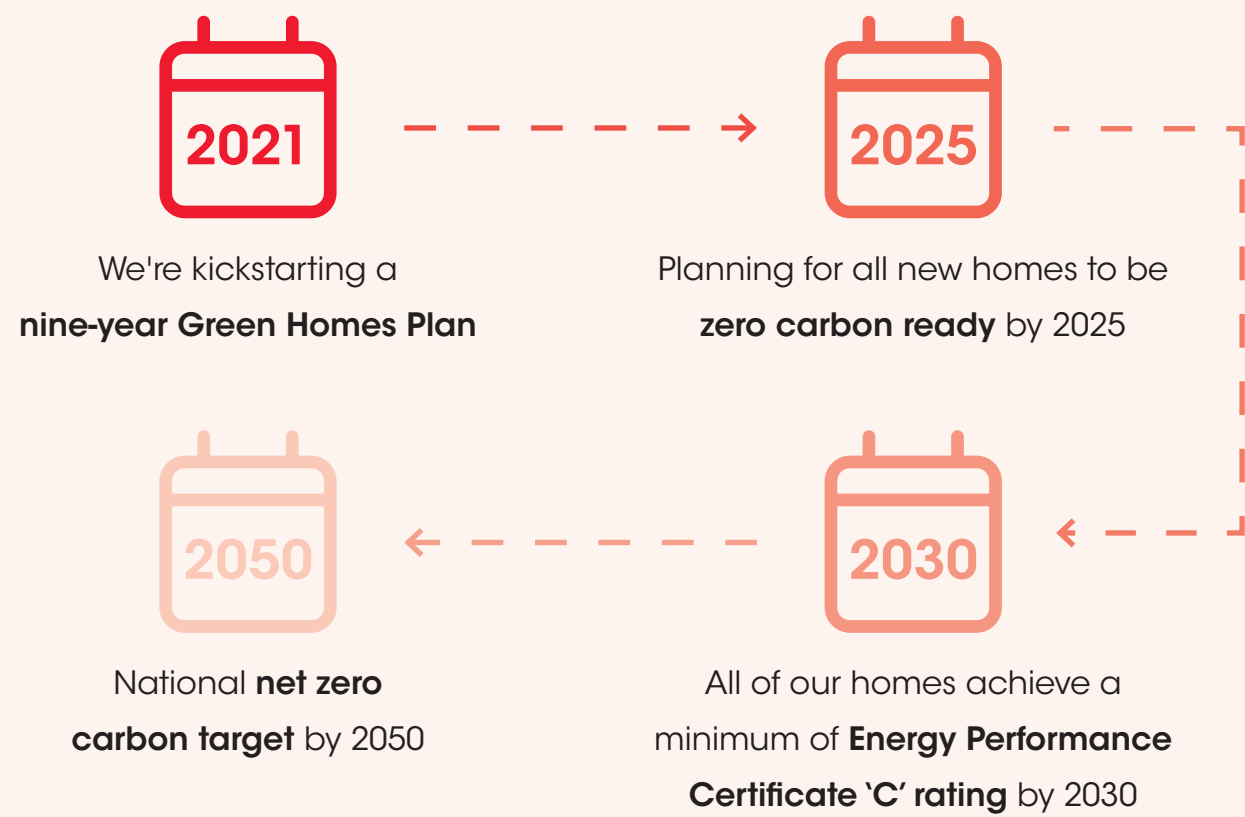 2021
We're kickstarting a
nine-year Green Homes Plan
2025
Planning for all new homes to be
zero carbon ready by 2025
2030
All of our homes achieve a
minimum of Energy Performance
Certificate ‘C’ rating by 2030
2050
National net zero
carbon target by 2050